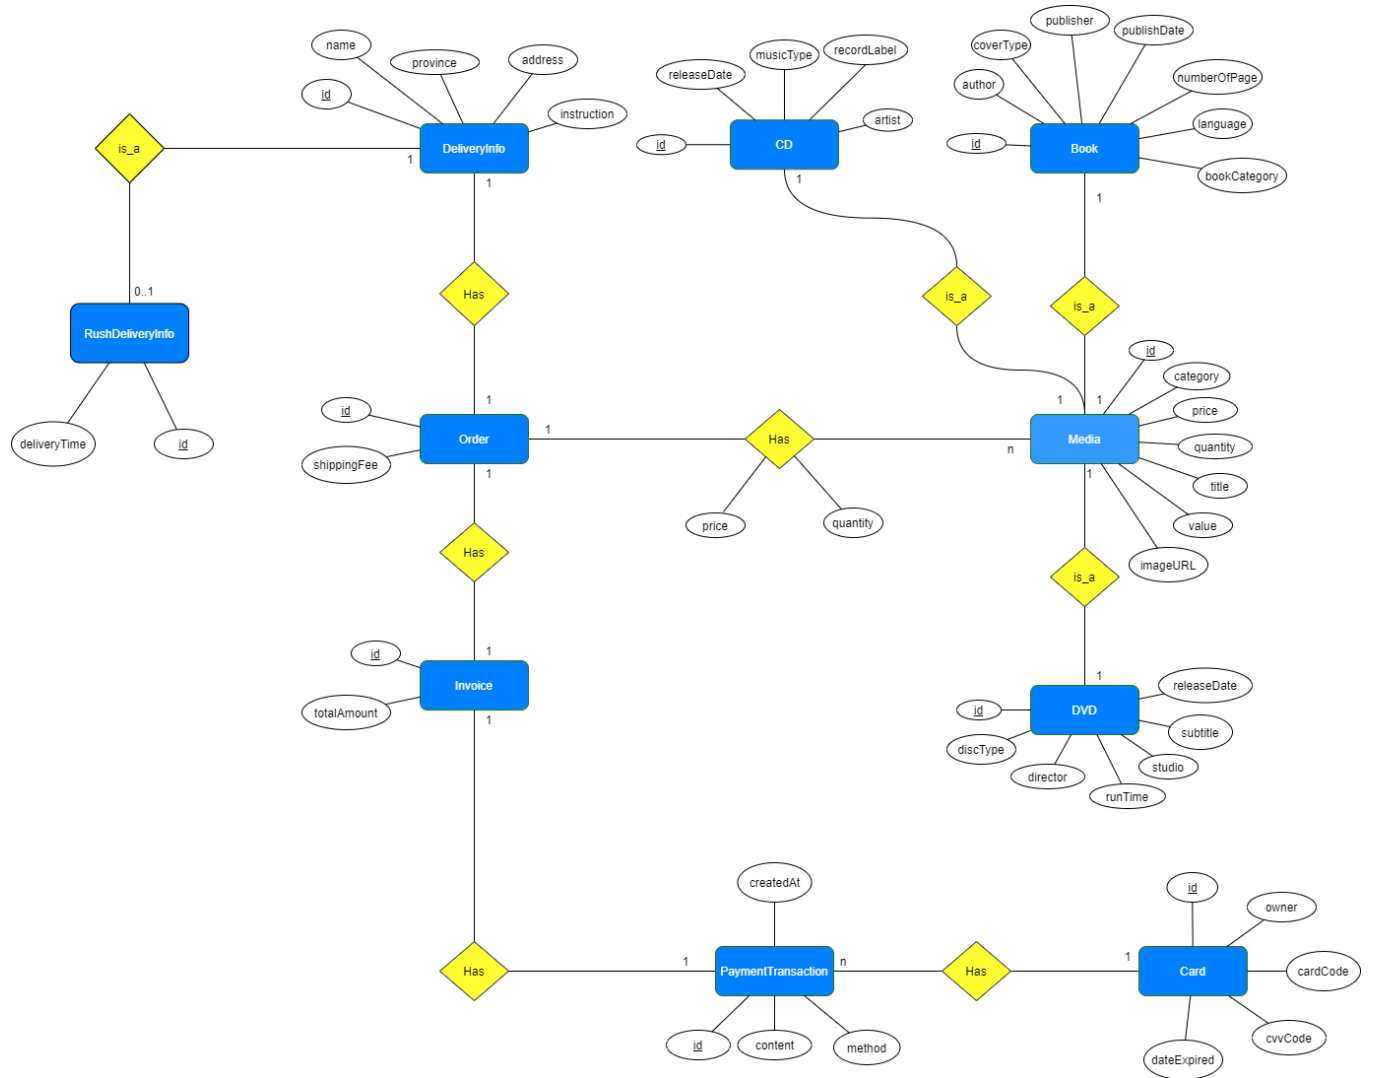 publisher
name
publishDate
coverType
musicType
recordLabel
province
address
releaseDate
numberOfPage
author
id
instruction
artist
language
DeliveryInfo
id
CD
id
Book
is_a
1
1
1
1
bookCategory
1
0..1
Has
is_a
is_a
RushDeliveryInfo
id
category
deliveryTime
id
id
1
1
1
price
shippingFee
Order
1
Has
n
Media
quantity
1
1
title
price
quantity
value
Has
imageURL
is_a
id
1
1
releaseDate
totalAmount
Invoice
id
DVD
1
subtitle
discType
director
studio
runTime
createdAt
id
owner
Has
1
PaymentTransaction
n
Has
1
Card
cardCode
id
content
method
dateExpired
cvvCode